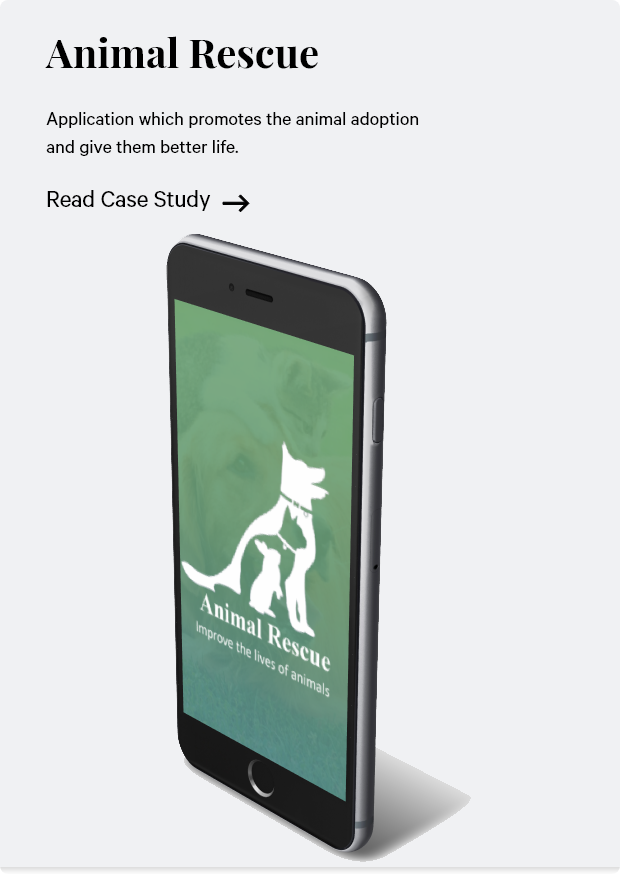 Animal Rescue
Application which promotes the animal adoption
and give them better life.
Read Case Study
Animal Rescue
Improve the lives of animals